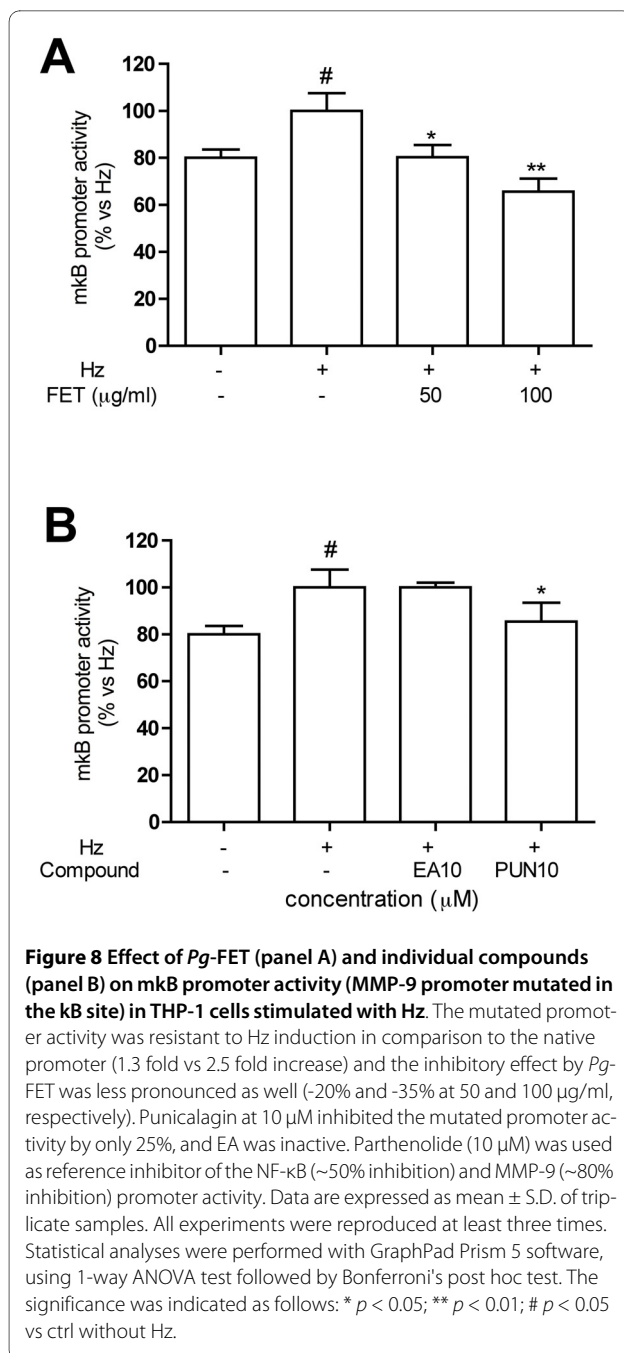 A
mkB promoter activity
(% vs Hz)
120
100
80
60
40
20
0
#
*
**
Hz - + + +
FET (µg/ml) - - 50 100
B
mkB promoter activity
(% vs Hz)
120
100
80
60
40
20
0
#
*
Hz - + + +
Compound - - EA10 PUN10
concentration (µM)
Figure 8 Effect of Pg-FET (panel A) and individual compounds
(panel B) on mkB promoter activity (MMP-9 promoter mutated in
the kB site) in THP-1 cells stimulated with Hz. The mutated promot-
er activity was resistant to Hz induction in comparison to the native
promoter (1.3 fold vs 2.5 fold increase) and the inhibitory effect by Pg-
FET was less pronounced as well (-20% and -35% at 50 and 100 µg/ml,
respectively). Punicalagin at 10 µM inhibited the mutated promoter ac-
tivity by only 25%, and EA was inactive. Parthenolide (10 µM) was used
as reference inhibitor of the NF-κB (~50% inhibition) and MMP-9 (~80%
inhibition) promoter activity. Data are expressed as mean ± S.D. of trip-
licate samples. All experiments were reproduced at least three times.
Statistical analyses were performed with GraphPad Prism 5 software,
using 1-way ANOVA test followed by Bonferroni's post hoc test. The
significance was indicated as follows: * p < 0.05; ** p < 0.01; # p < 0.05
vs ctrl without Hz.